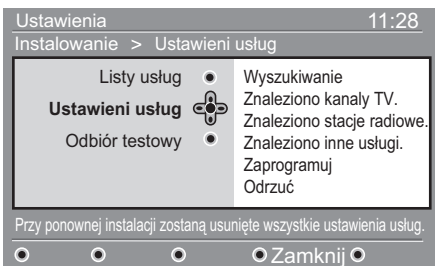 Ustawienia 11:28
Instalowanie > Ustawieni usług
Listy usług
Ustawieni usług
Odbiór testowy
Wyszukiwanie
Znaleziono kanaly TV.
Znaleziono stacje radiowe.
Znaleziono inne usługi.
Zaprogramuj
Odrzuć
Przy ponownej instalacji zostaną usunięte wszystkie ustawienia usług.
Zamknij